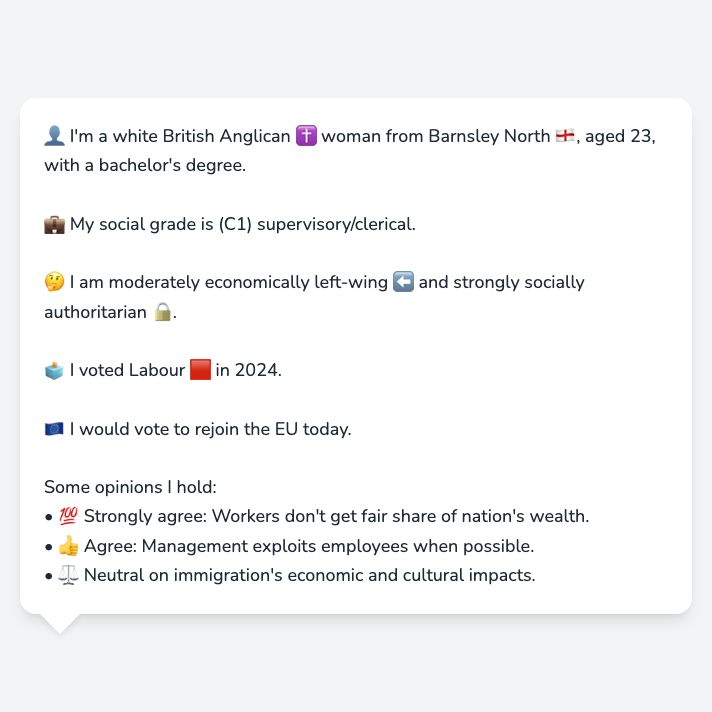 👤 I'm a white British Anglican ✝️ woman from Barnsley North 🏴󠁧󠁢󠁥󠁮󠁧󠁿, aged 23,
with a bachelor's degree.
💼 My social grade is (C1) supervisory/clerical.
🤔 I am moderately economically left-wing ⬅️ and strongly socially
authoritarian 🔒.
🗳️ I voted Labour 🟥 in 2024.
🇪🇺 I would vote to rejoin the EU today.
Some opinions I hold:
• 💯 Strongly agree: Workers don't get fair share of nation's wealth.
• 👍 Agree: Management exploits employees when possible.
• ⚖️ Neutral on immigration's economic and cultural impacts.